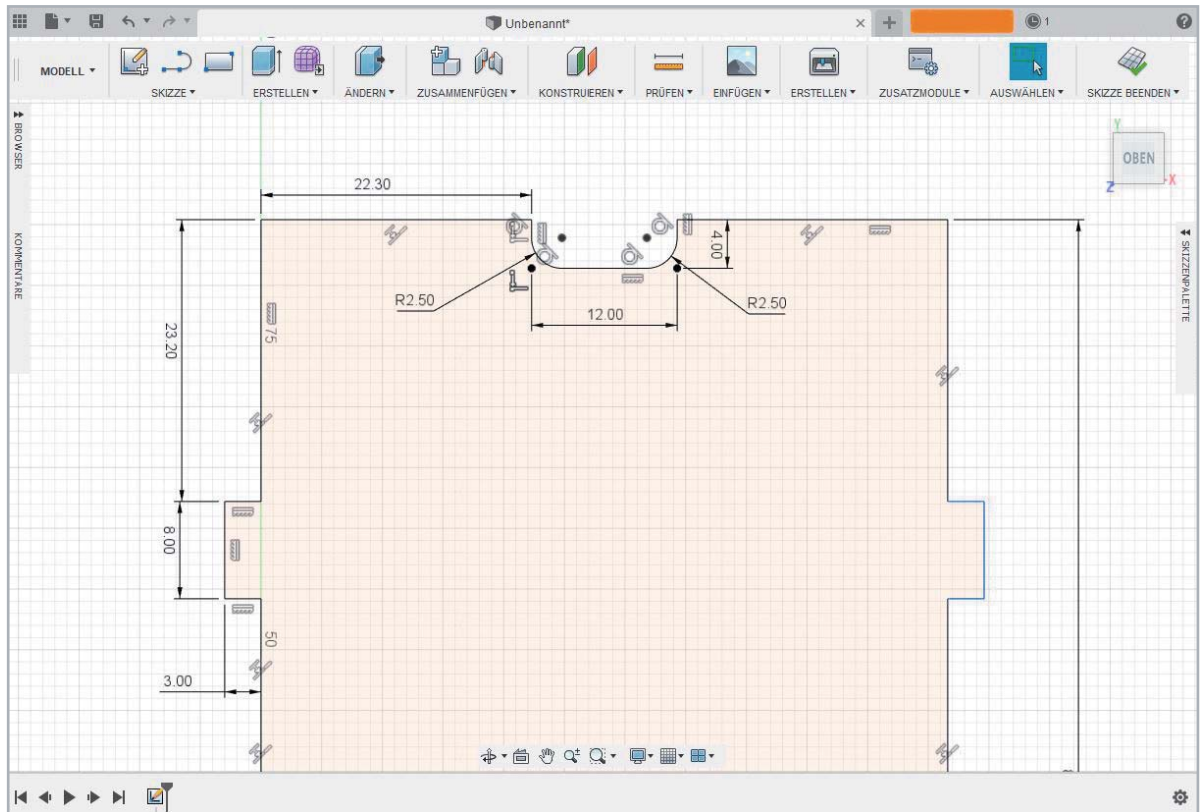 Unbenannt*
1
MODELL
SKIZZE
ERSTELLEN
ÄNDERN
ZUSAMMENFÜGEN
KONSTRUIEREN
PRÜFEN
EINFÜGEN
ERSTELLEN
ZUSATZMODULE
AUSWÄHLEN
SKIZZE BEENDEN
BROWSER
KOMMENTARE
SKIZZENPALETTE
Y
OBEN
Z
-X
22.30
4.00
R2.50
R2.50
12.00
23.20
75
8.00
50
3.00